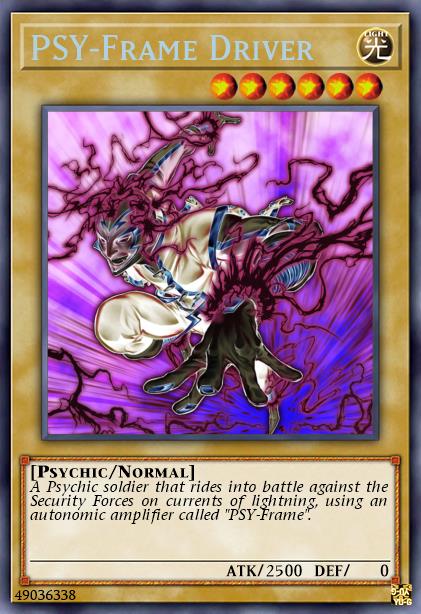 PSY-Frame Driver
LIGHT
光
[Psychic/Normal]
A Psychic soldier that rides into battle against the
Security Forces on currents of lightning, using an
autonomic amplifier called "PSY-Frame".
ATK/2500 DEF/ 0
49036338